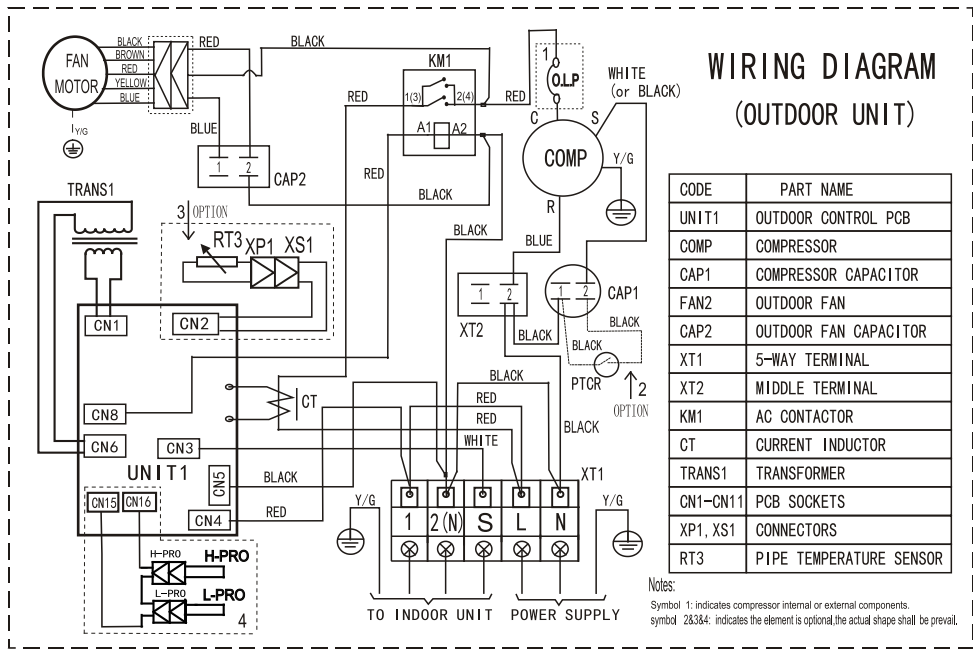 WIRING DIAGRAM
(OUTDOOR UNIT)
FAN
MOTOR
BLACK
BROWN
RED
YELLOW
BLUE
Y/G
RED
BLACK
BLUE
1 2
CAP2
BLACK
KM1
1(3) 2(4)
A1 A2
RED
RED
RED
1
O.L.P
C
S
R
COMP
WHITE
(or BLACK)
Y/G
BLUE
BLACK
TRANS1
3 OPTION
RT3 XP1 XS1
CN1
CN2
CN8
CN6
CN3
UNIT1
CN5
CN4
CN15 CN16
CT
H-PRO
H-PRO
L-PRO
L-PRO
4
XT2
1 2
BLACK
1 2
CAP1
BLACK
BLACK
PTCR
2
OPTION
BLACK
RED
RED
WHITE
BLACK
BLACK
RED
XT1
Y/G
Y/G
1 2(N) S L N
TO INDOOR UNIT
POWER SUPPLY
CODE PART NAME
UNIT1 OUTDOOR CONTROL PCB
COMP COMPRESSOR
CAP1 COMPRESSOR CAPACITOR
FAN2 OUTDOOR FAN
CAP2 OUTDOOR FAN CAPACITOR
XT1 5-WAY TERMINAL
XT2 MIDDLE TERMINAL
KM1 AC CONTACTOR
CT CURRENT INDUCTOR
TRANS1 TRANSFORMER
CN1-CN11 PCB SOCKETS
XP1, XS1 CONNECTORS
RT3 PIPE TEMPERATURE SENSOR
Notes:
Symbol 1: indicates compressor internal or external components.
symbol 2&3&4: indicates the element is optional,the actual shape shall be prevail.